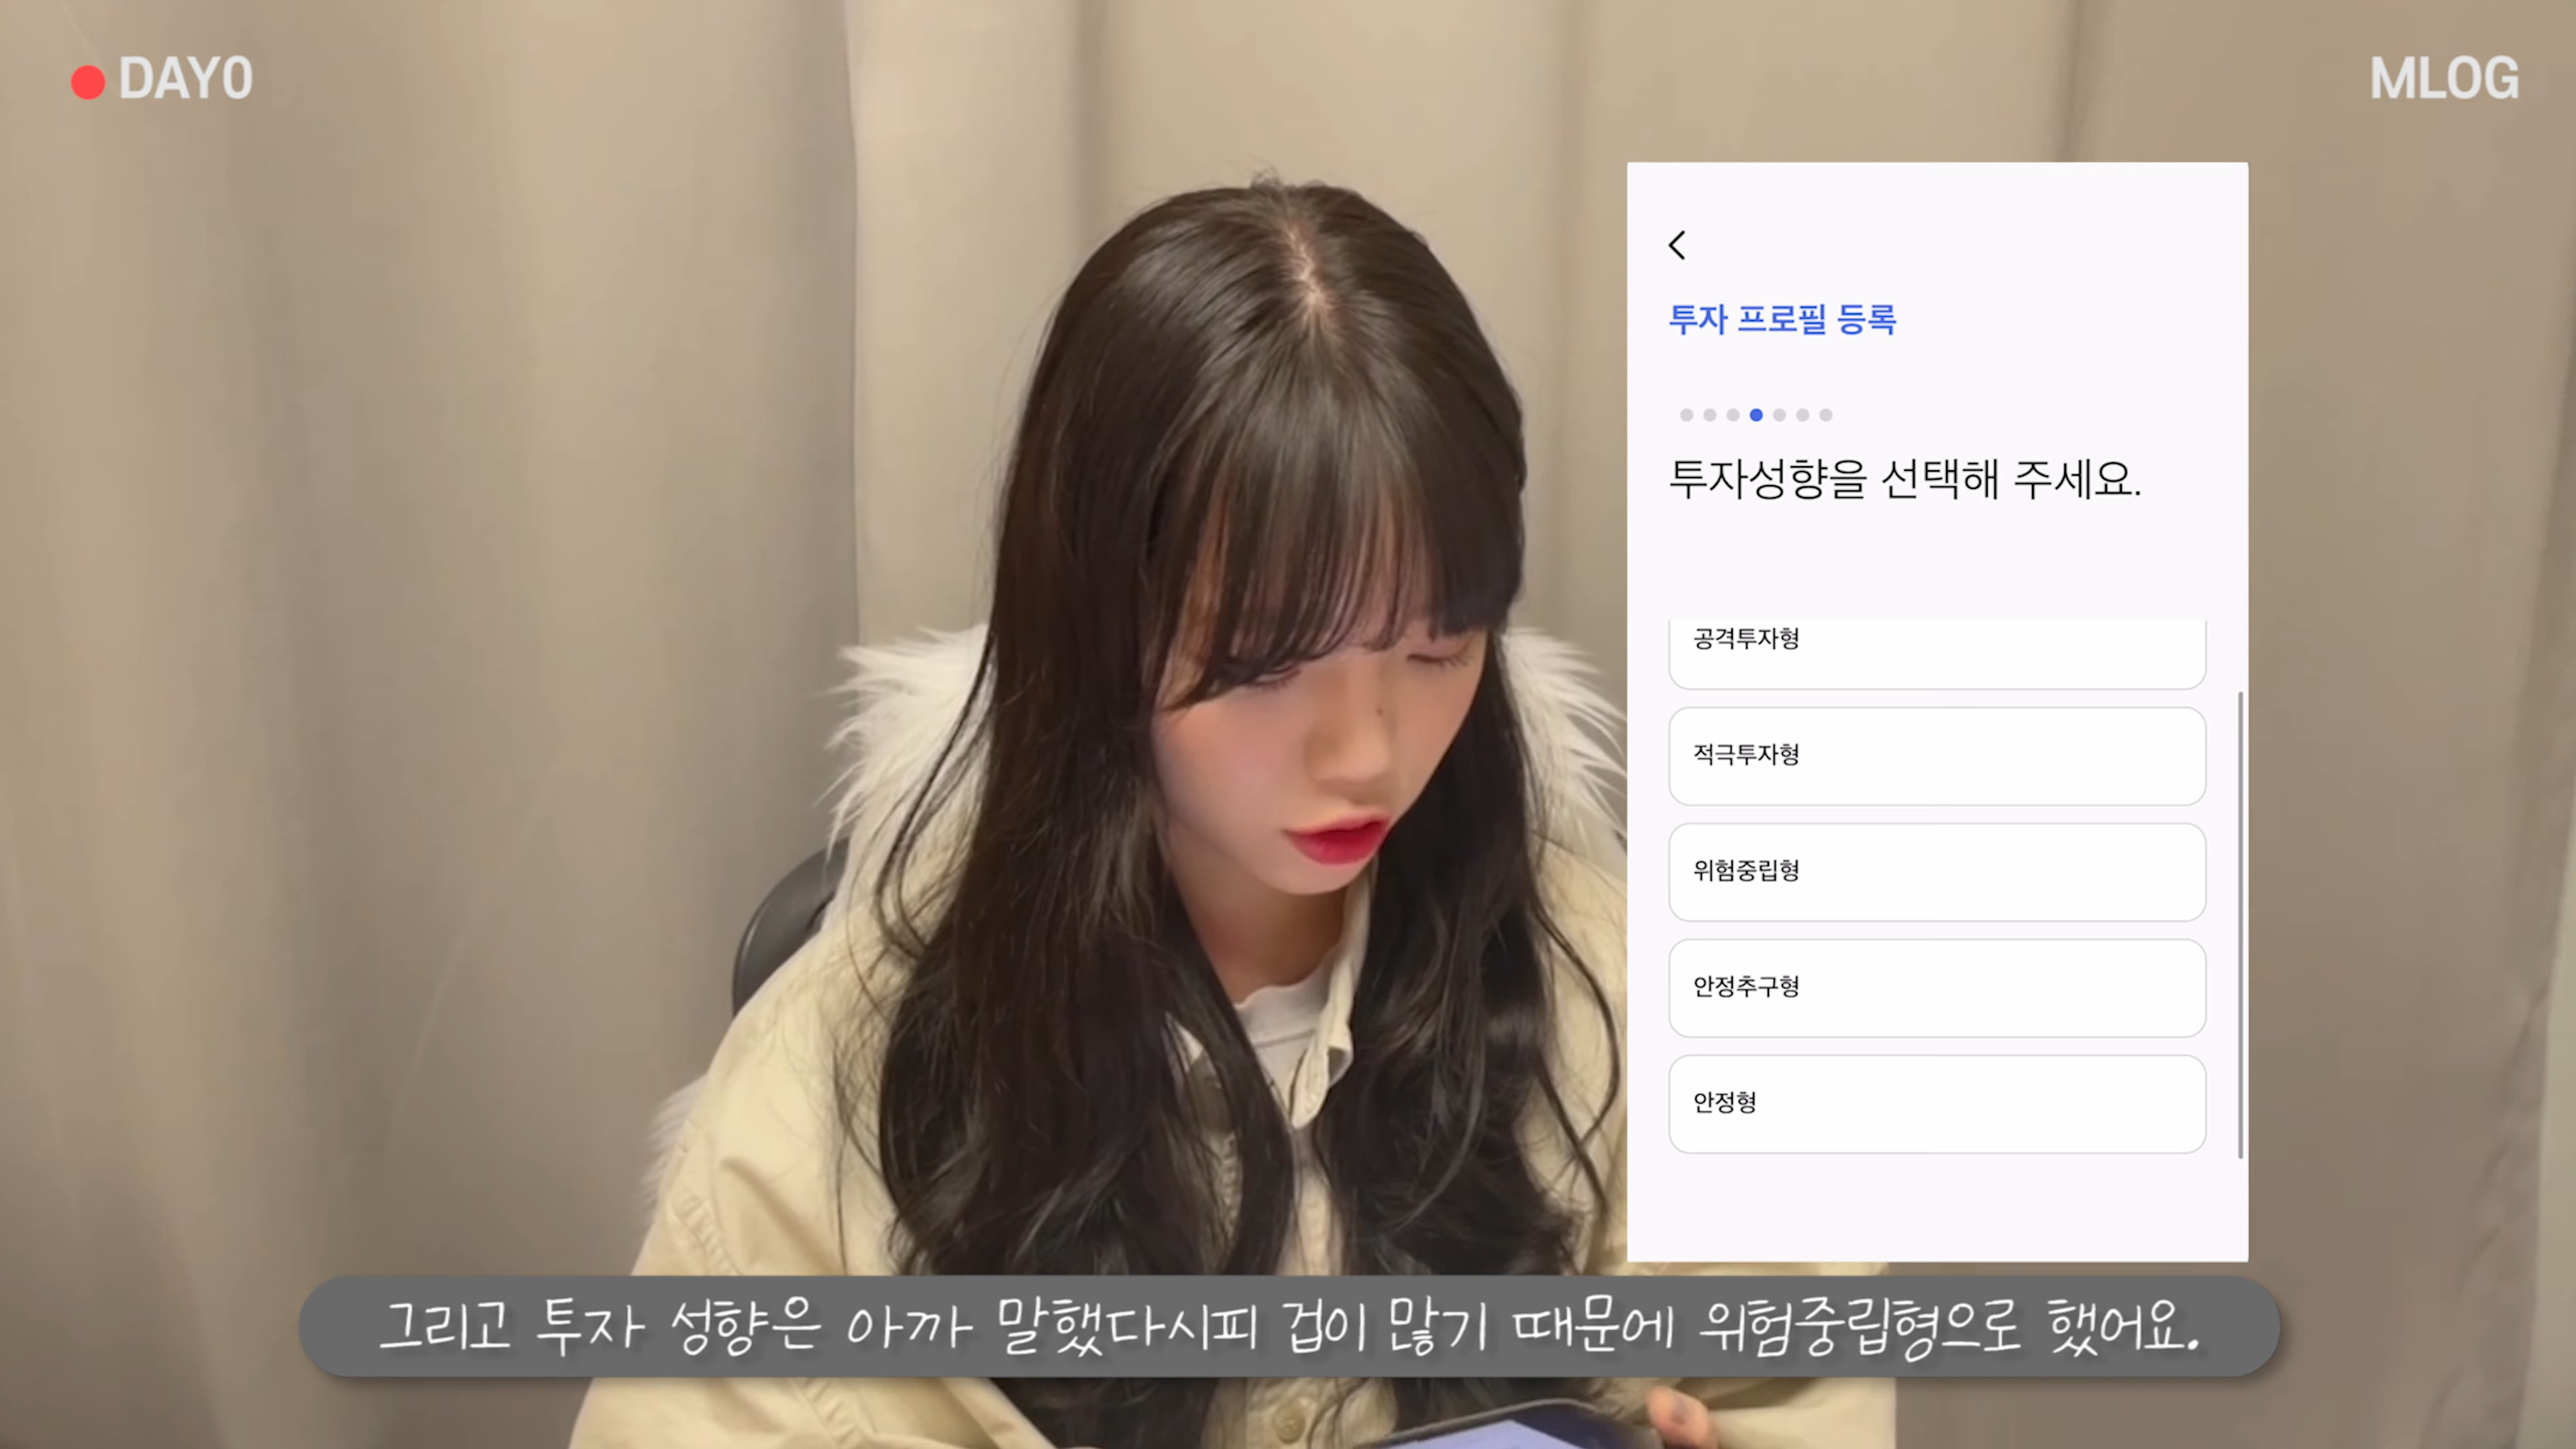 DAY0
MLOG
투자 프로필 등록
투자성향을 선택해 주세요.
공격투자형
적극투자형
위험중립형
안정추구형
안정형
그리고 투자 성향은 아까 말했다시피 겁이 많기 때문에 위험중립형으로 했어요.